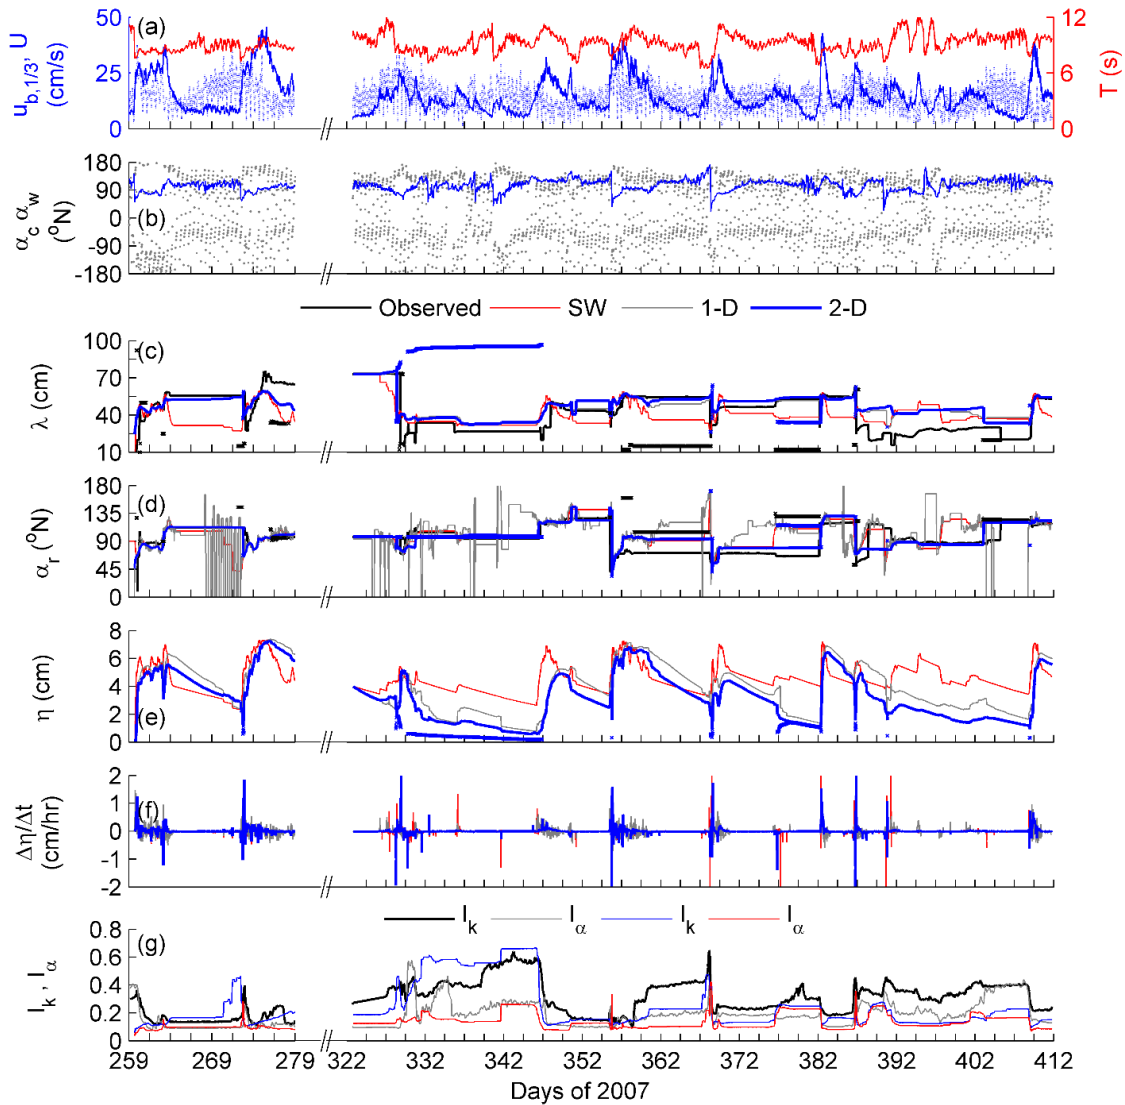 (a)
u_b,1/3, U
(cm/s)
50
25
0
12
6
0
T (s)
(b)
α_c α_w
(°N)
180
90
0
-90
-180
Observed SW 1-D 2-D
(c)
λ (cm)
100
70
40
10
(d)
α_r (°N)
180
135
90
45
0
(e)
η (cm)
8
6
4
2
0
(f)
Δη/Δt
(cm/hr)
2
1
0
-1
-2
I_k I_α I_k I_α
(g)
I_k , I_α
0.8
0.6
0.4
0.2
0
259 269 279 322 332 342 352 362 372 382 392 402 412
Days of 2007